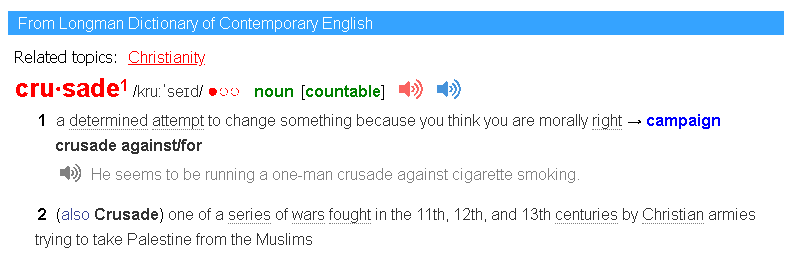 From Longman Dictionary of Contemporary English
Related topics: Christianity
cru·sade1 /kruːˈseɪd/ ●○○ noun [countable]
1 a determined attempt to change something because you think you are morally right → campaign
crusade against/for
He seems to be running a one-man crusade against cigarette smoking.
2 (also Crusade) one of a series of wars fought in the 11th, 12th, and 13th centuries by Christian armies
trying to take Palestine from the Muslims